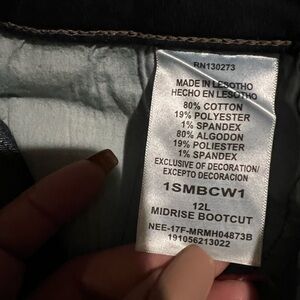 RN130273
MADE IN LESOTHO
HECHO EN LESOTHO
80% COTTON
19% POLYESTER
1% SPANDEX
80% ALGODON
19% POLIESTER
1% SPANDEX
EXCLUSIVE OF DECORATION/
EXCEPTO DECORACION
1SMBCW1
12L
MIDRISE BOOTCUT
NEE-17F-MRMH04873B
191056213022